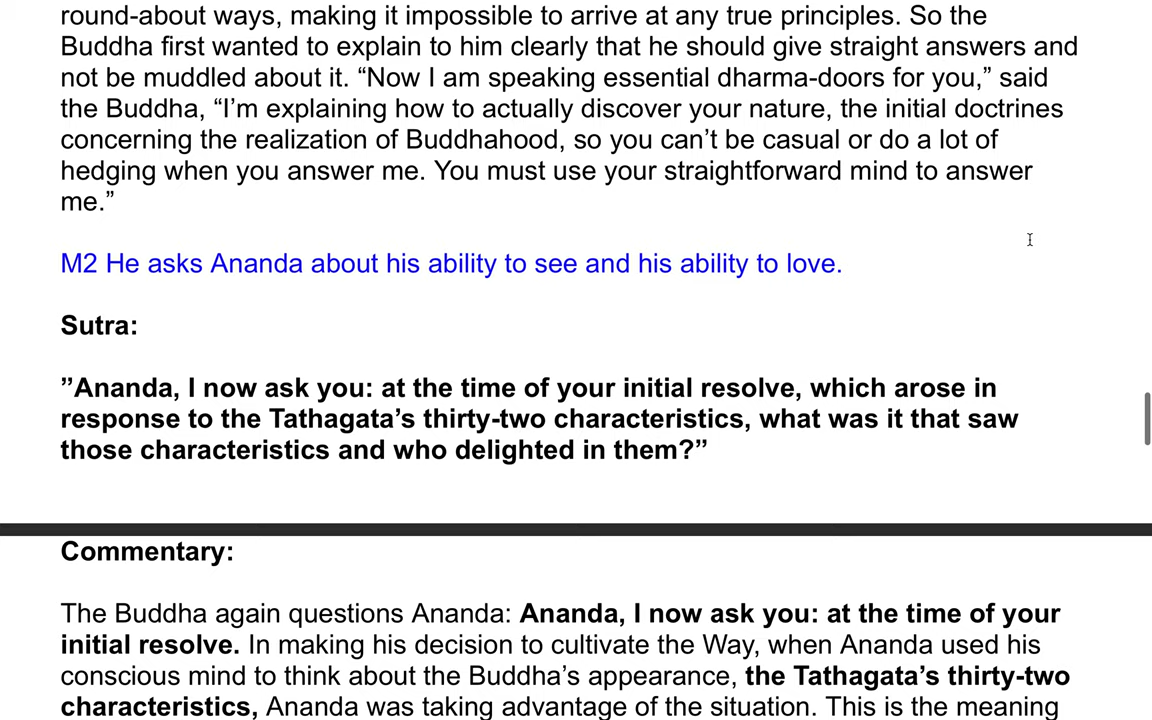 round-about ways, making it impossible to arrive at any true principles. So the
Buddha first wanted to explain to him clearly that he should give straight answers and
not be muddled about it. “Now I am speaking essential dharma-doors for you,” said
the Buddha, “I’m explaining how to actually discover your nature, the initial doctrines
concerning the realization of Buddhahood, so you can’t be casual or do a lot of
hedging when you answer me. You must use your straightforward mind to answer
me.”
M2 He asks Ananda about his ability to see and his ability to love.
Sutra:
”Ananda, I now ask you: at the time of your initial resolve, which arose in
response to the Tathagata’s thirty-two characteristics, what was it that saw
those characteristics and who delighted in them?”
Commentary:
The Buddha again questions Ananda: Ananda, I now ask you: at the time of your
initial resolve. In making his decision to cultivate the Way, when Ananda used his
conscious mind to think about the Buddha’s appearance, the Tathagata’s thirty-two
characteristics, Ananda was taking advantage of the situation. This is the meaning